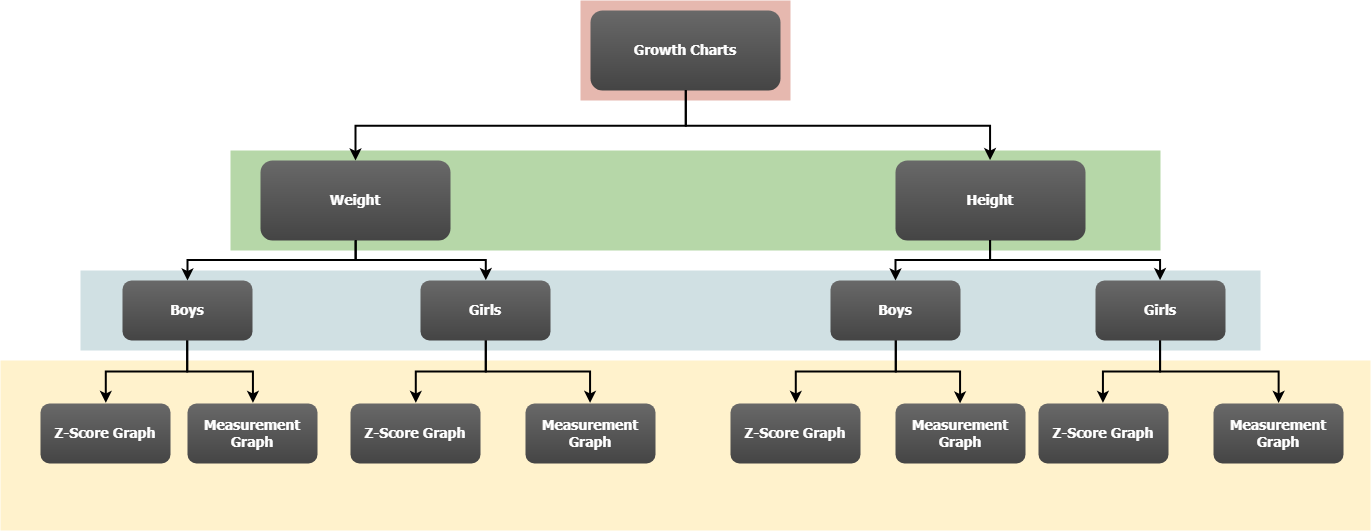 Growth Charts
Weight
Height
Boys
Girls
Boys
Girls
Z-Score Graph
Measurement
Graph
Z-Score Graph
Measurement
Graph
Z-Score Graph
Measurement
Graph
Z-Score Graph
Measurement
Graph